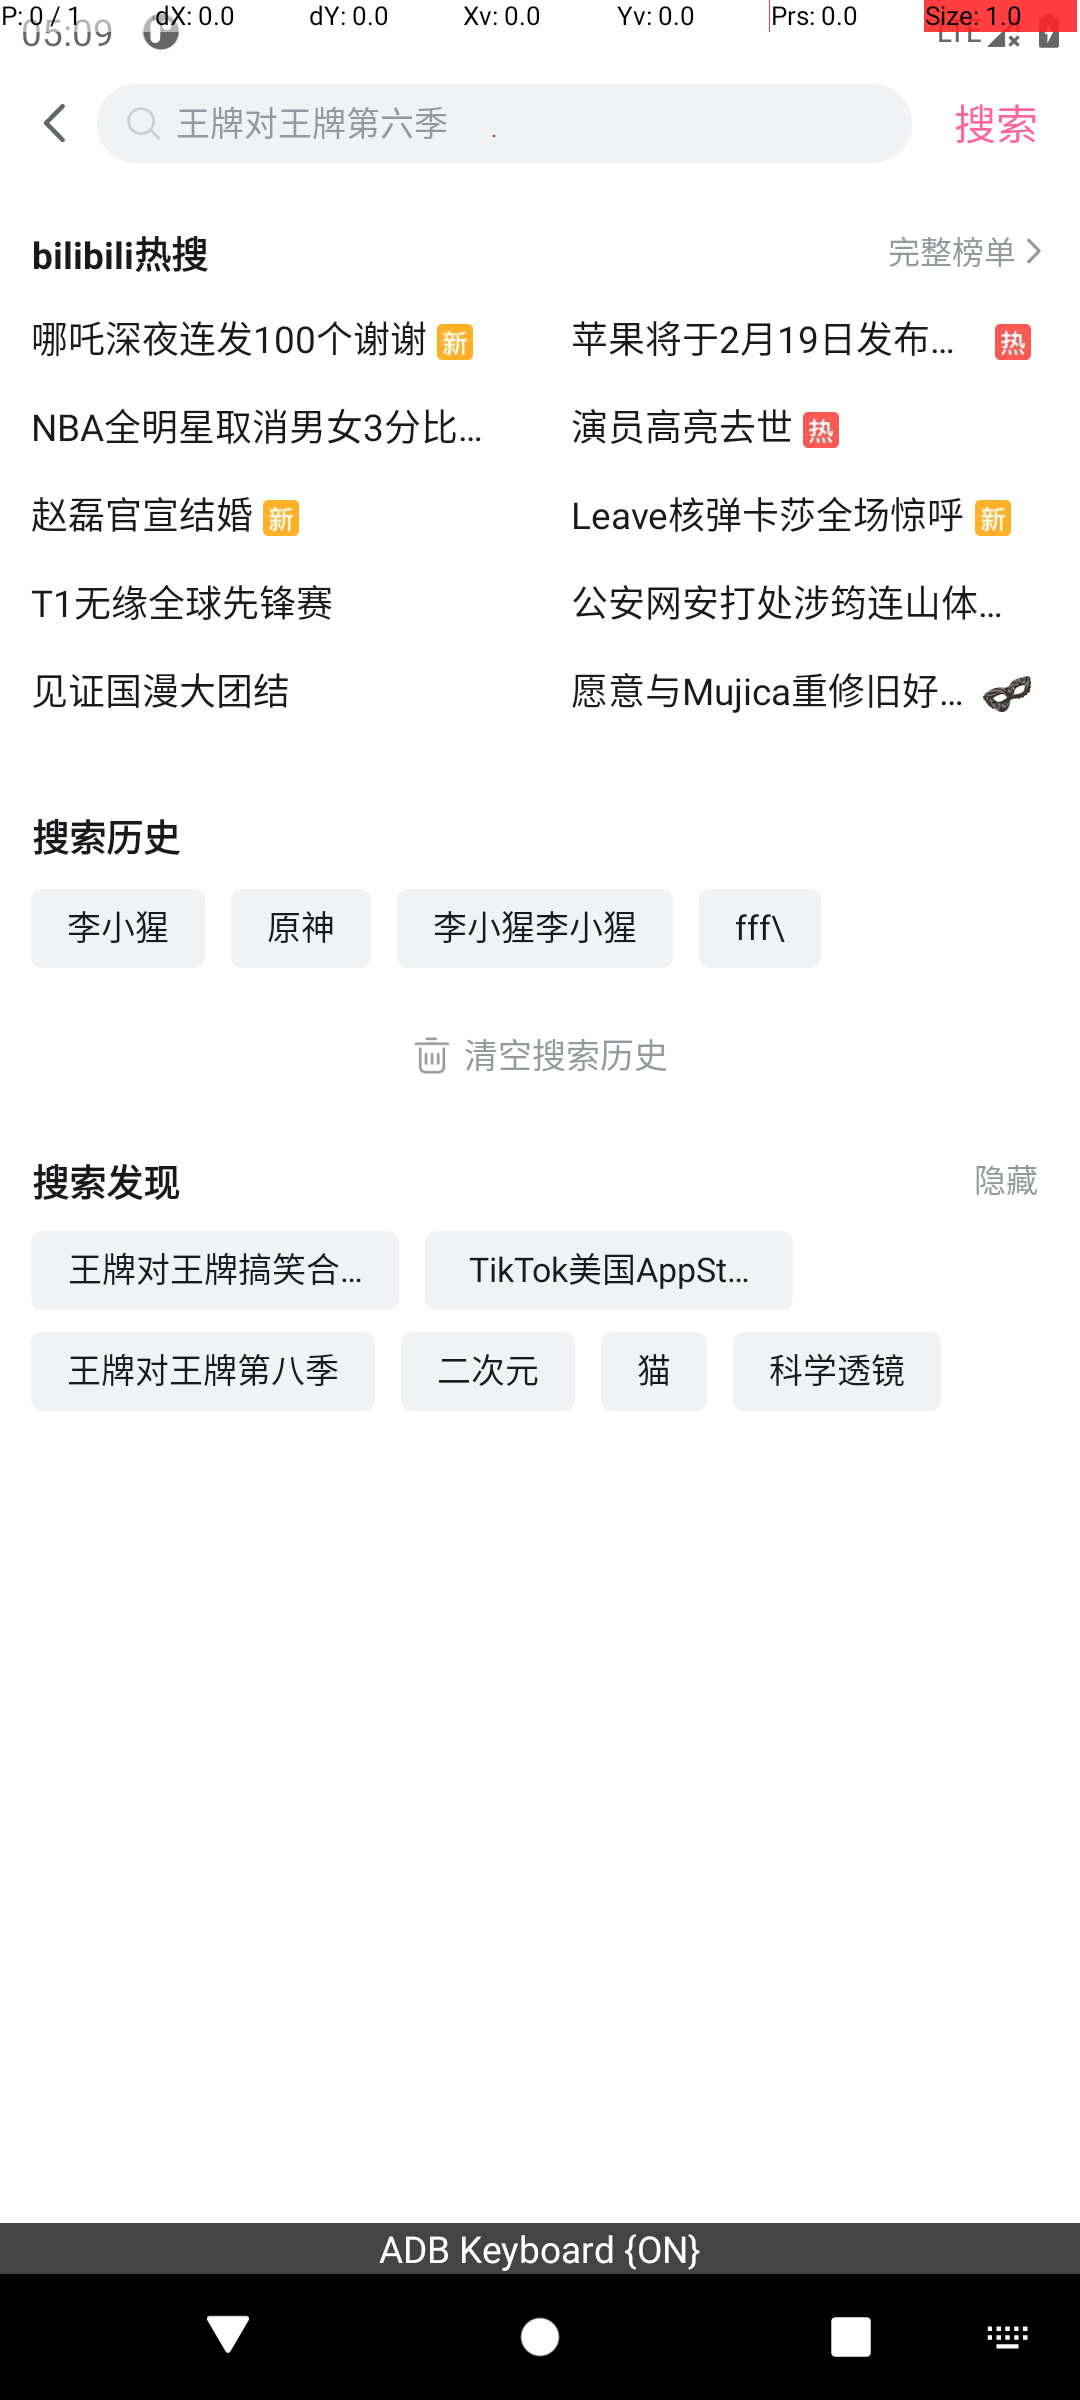 P: 0 / 1 dX: 0.0 dY: 0.0 Xv: 0.0 Yv: 0.0 Prs: 0.0 Size: 1.0
05:09 LTE
王牌对王牌第六季 搜索
bilibili热搜 完整榜单
哪吒深夜连发100个谢谢 新 苹果将于2月19日发布... 热
NBA全明星取消男女3分比... 演员高亮去世 热
赵磊官宣结婚 新 Leave核弹卡莎全场惊呼 新
T1无缘全球先锋赛 公安网安打处涉筠连山体...
见证国漫大团结 愿意与Mujica重修旧好...
搜索历史
李小猩 原神 李小猩李小猩 fff\
清空搜索历史
搜索发现 隐藏
王牌对王牌搞笑合... TikTok美国AppSt...
王牌对王牌第八季 二次元 猫 科学透镜
ADB Keyboard {ON}